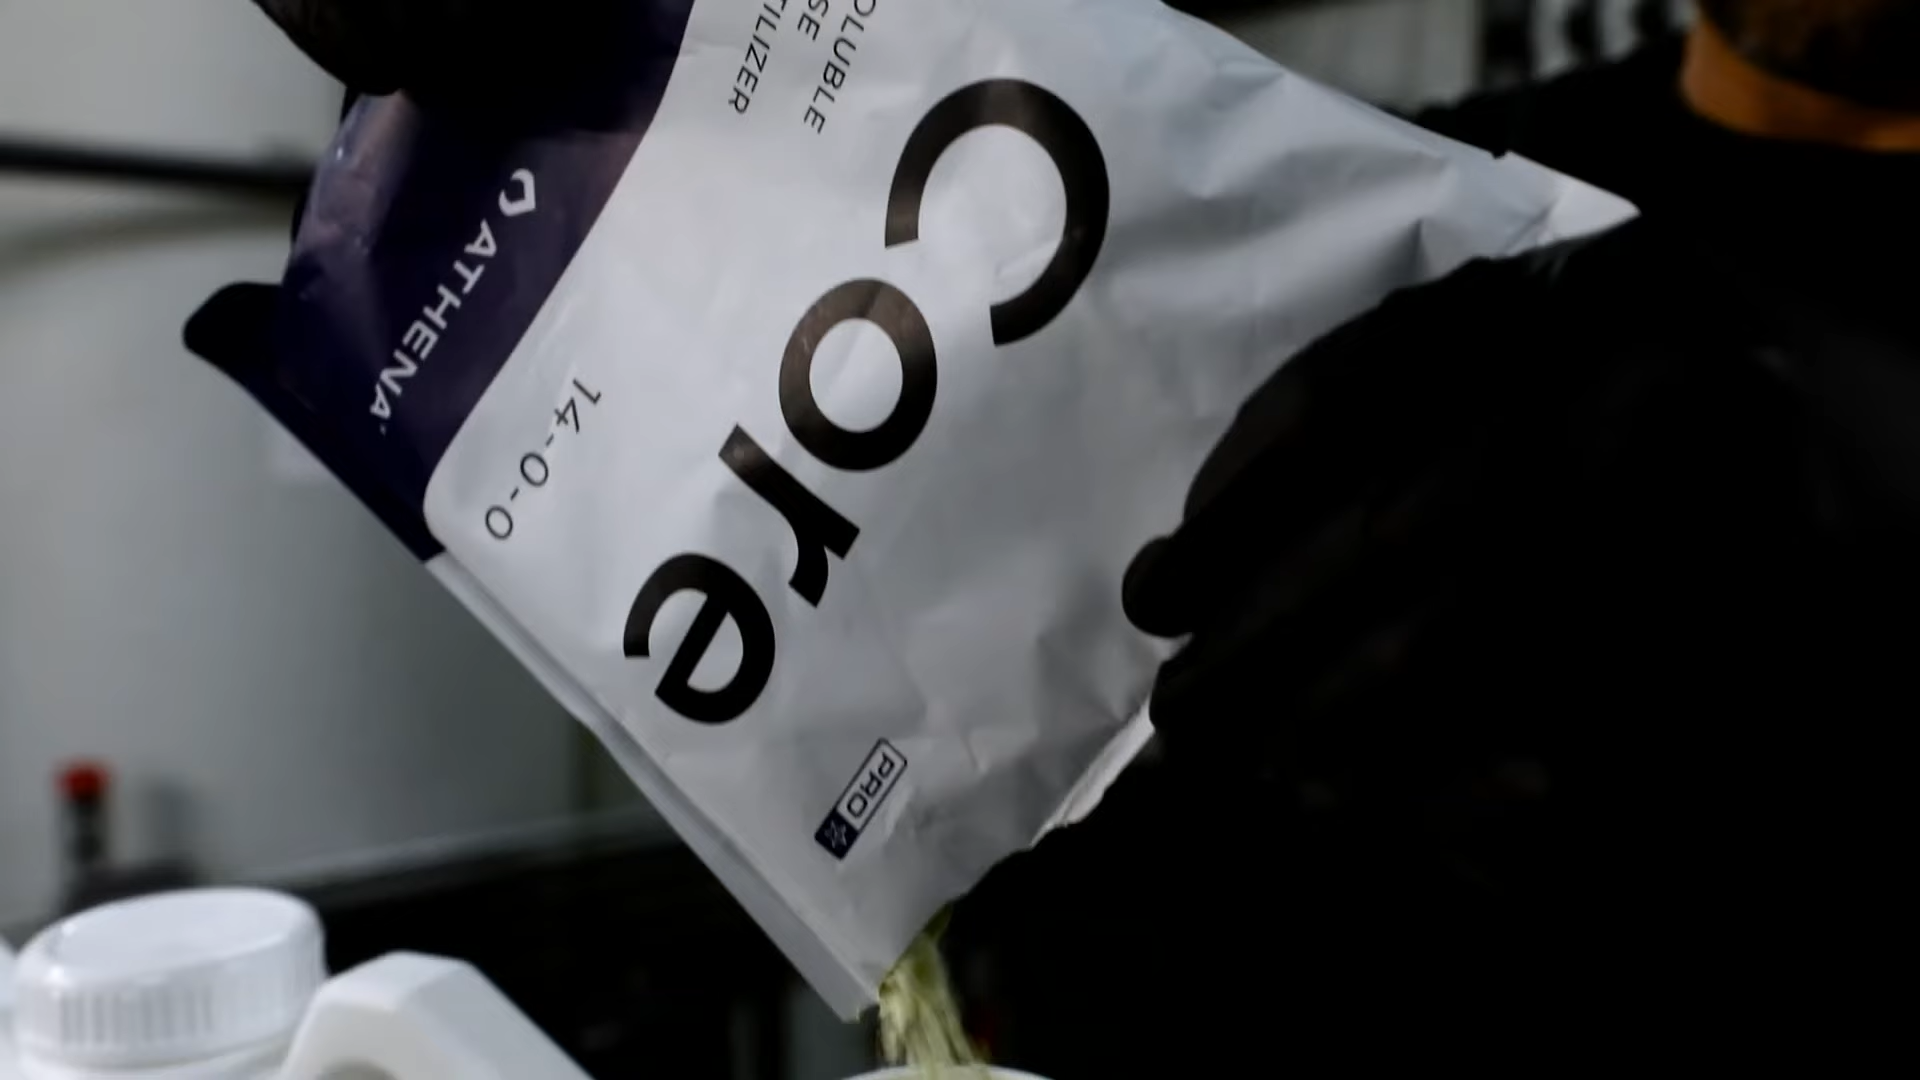 ATHENA
OLUBLE
SE
TILIZER
14-0-0
Core
PRO